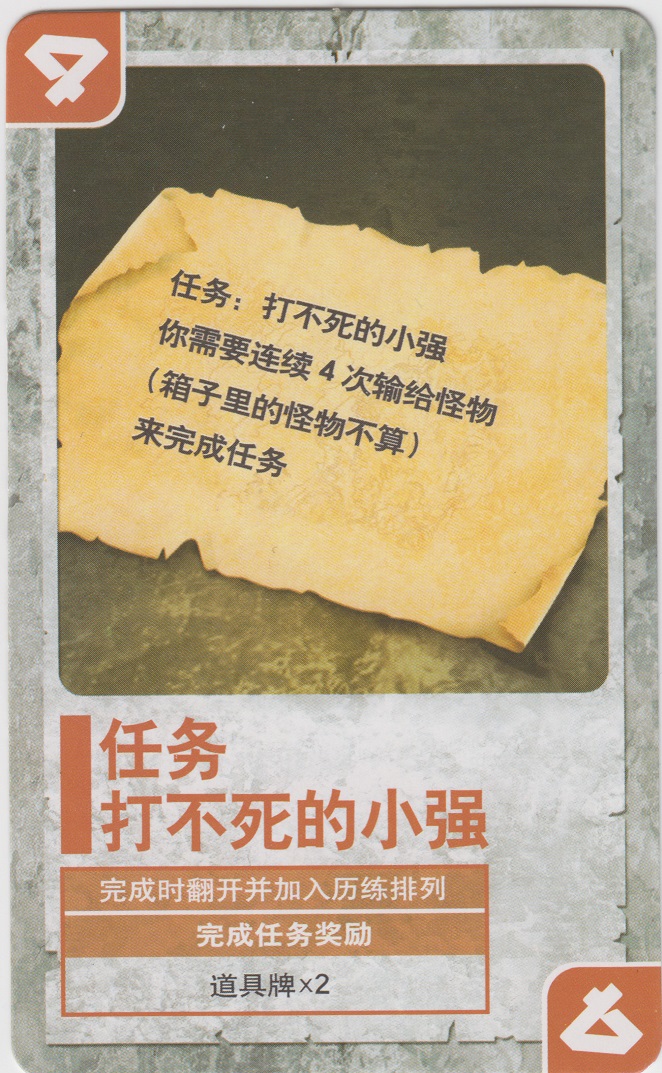 任务：打不死的小强
你需要连续 4 次输给怪物
（箱子里的怪物不算）
来完成任务
任务
打不死的小强
完成时翻开并加入历练排列
完成任务奖励
道具牌×2